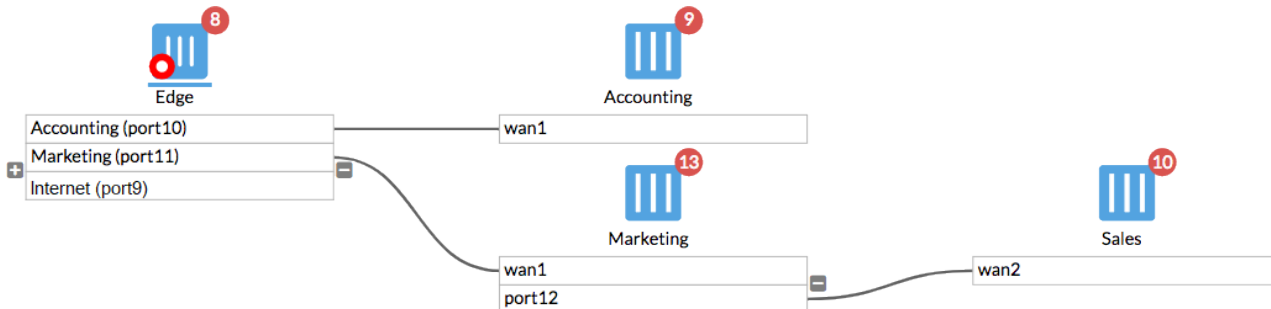 8
Edge
Accounting (port10)
Marketing (port11)
Internet (port9)
9
Accounting
wan1
13
Marketing
wan1
port12
10
Sales
wan2